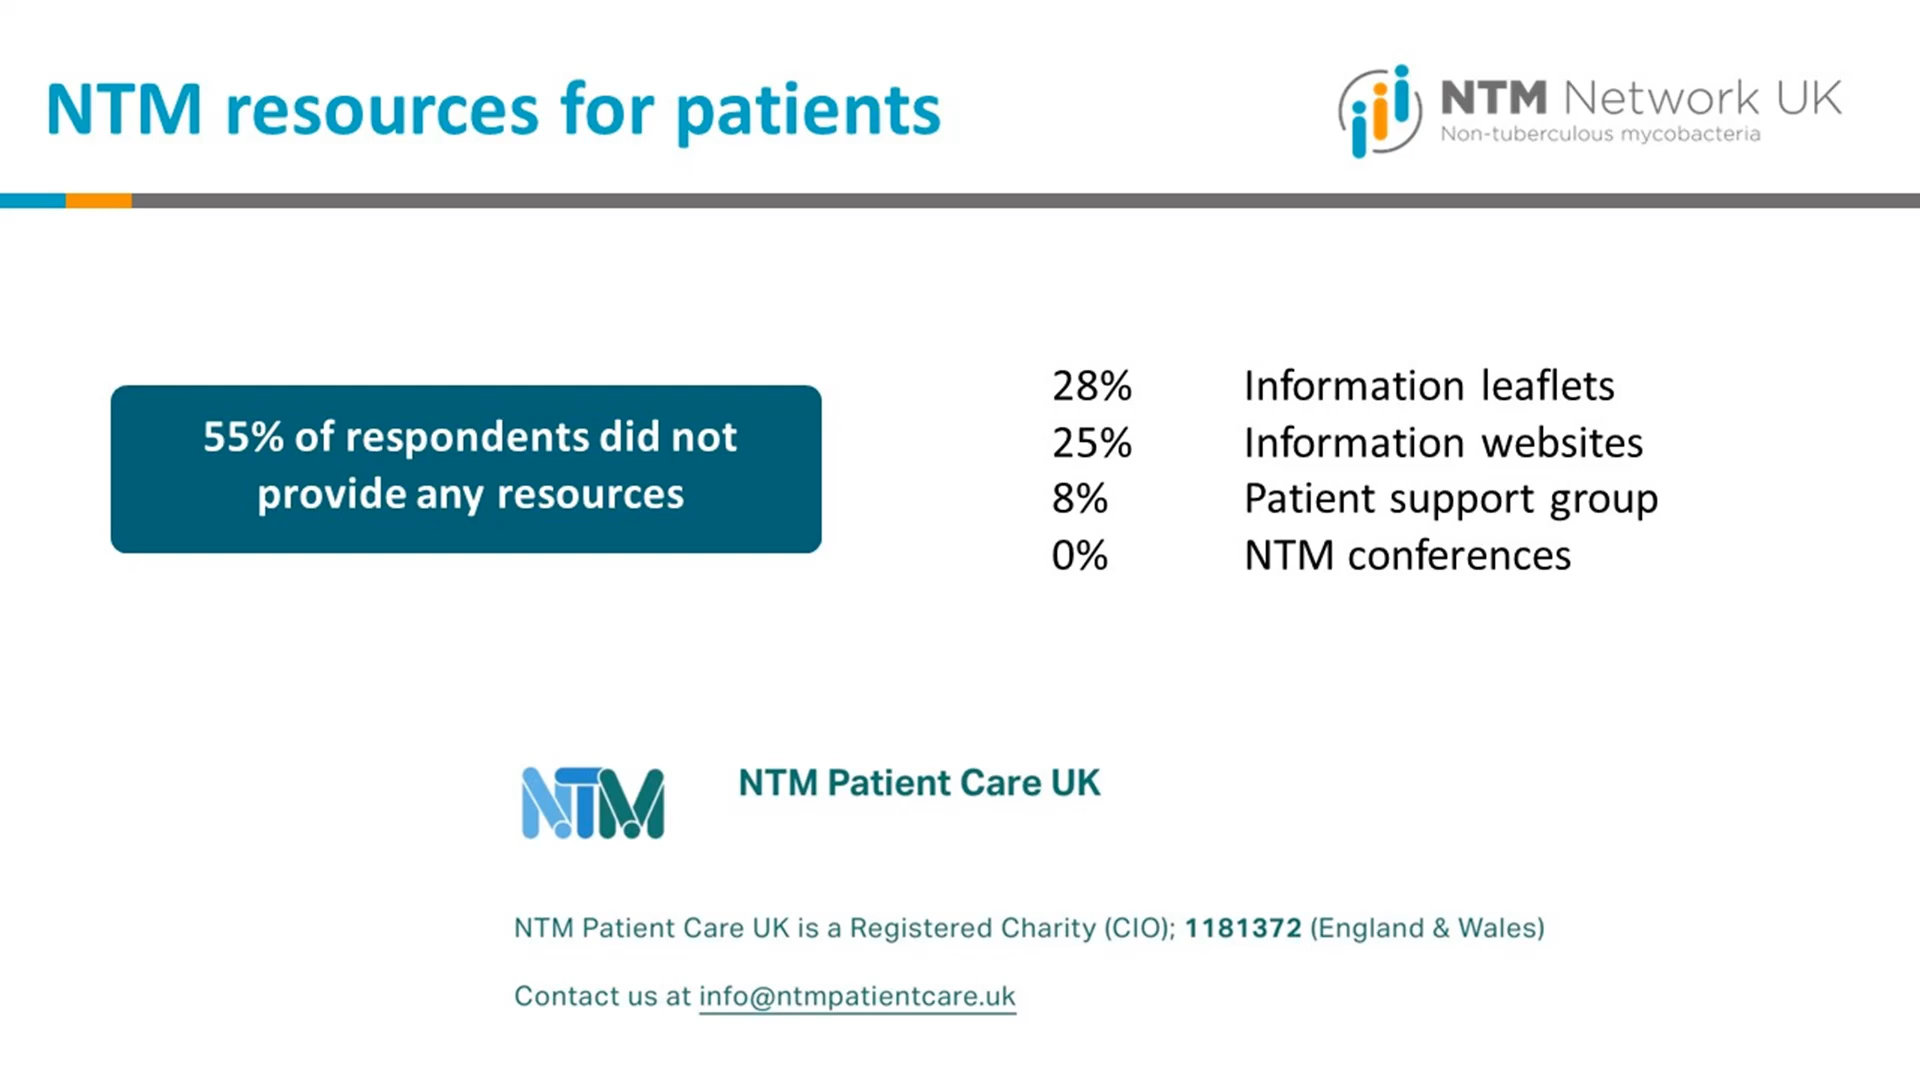 NTM resources for patients
NTM Network UK
Non-tuberculous mycobacteria
55% of respondents did not
provide any resources
28% Information leaflets
25% Information websites
8% Patient support group
0% NTM conferences
NTM
NTM Patient Care UK
NTM Patient Care UK is a Registered Charity (CIO); 1181372 (England & Wales)
Contact us at info@ntmpatientcare.uk